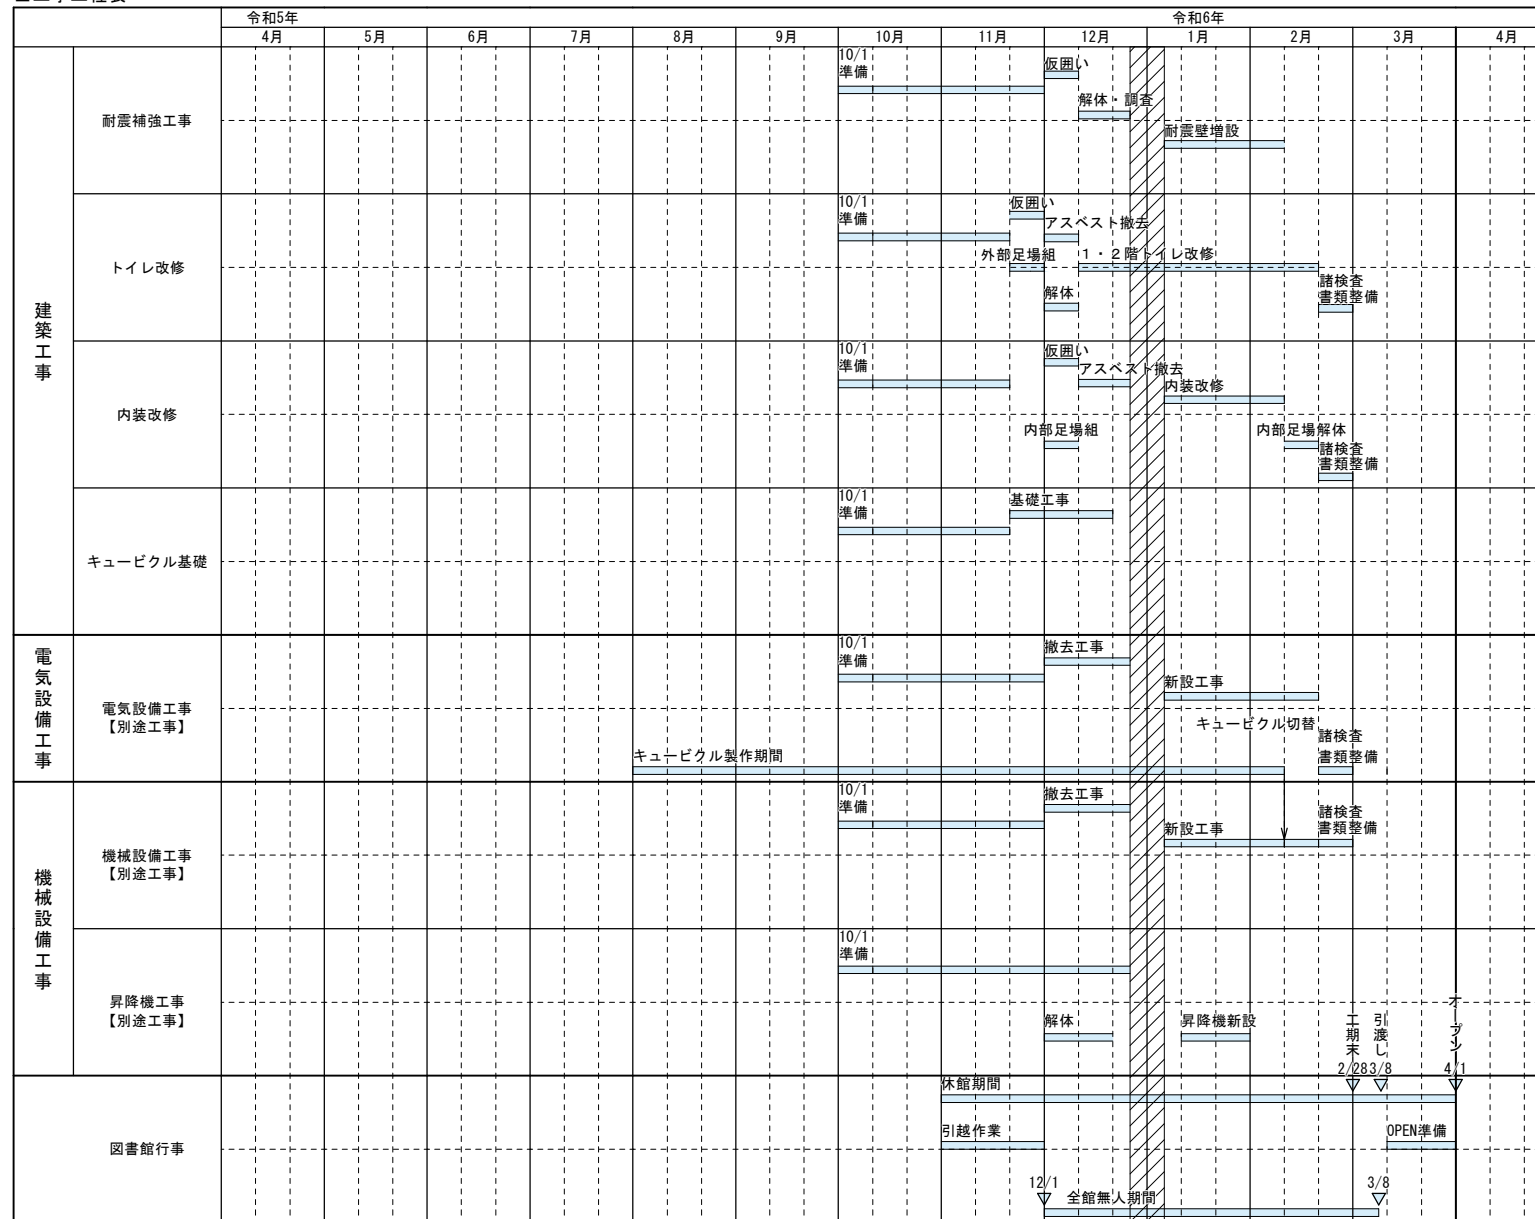 令和5年 令和6年
4月 5月 6月 7月 8月 9月 10月 11月 12月 1月 2月 3月 4月
建築工事
耐震補強工事
10/1
準備
仮囲い
解体・調査
耐震壁増設
トイレ改修
10/1
準備
仮囲い
アスベスト撤去
外部足場組
1・2階トイレ改修
解体
諸検査
書類整備
内装改修
10/1
準備
仮囲い
アスベスト撤去
内装改修
内部足場組
内部足場解体
諸検査
書類整備
キュービクル基礎
10/1
準備
基礎工事
電気設備工事
電気設備工事
【別途工事】
10/1
準備
撤去工事
新設工事
キュービクル切替
キュービクル製作期間
諸検査
書類整備
機械設備工事
機械設備工事
【別途工事】
10/1
準備
撤去工事
新設工事
諸検査
書類整備
昇降機工事
【別途工事】
10/1
準備
解体
昇降機新設
工期末
2/28
引渡し
3/8
オープン
4/1
図書館行事
休館期間
引越作業
OPEN準備
12/1
全館無人期間
3/8